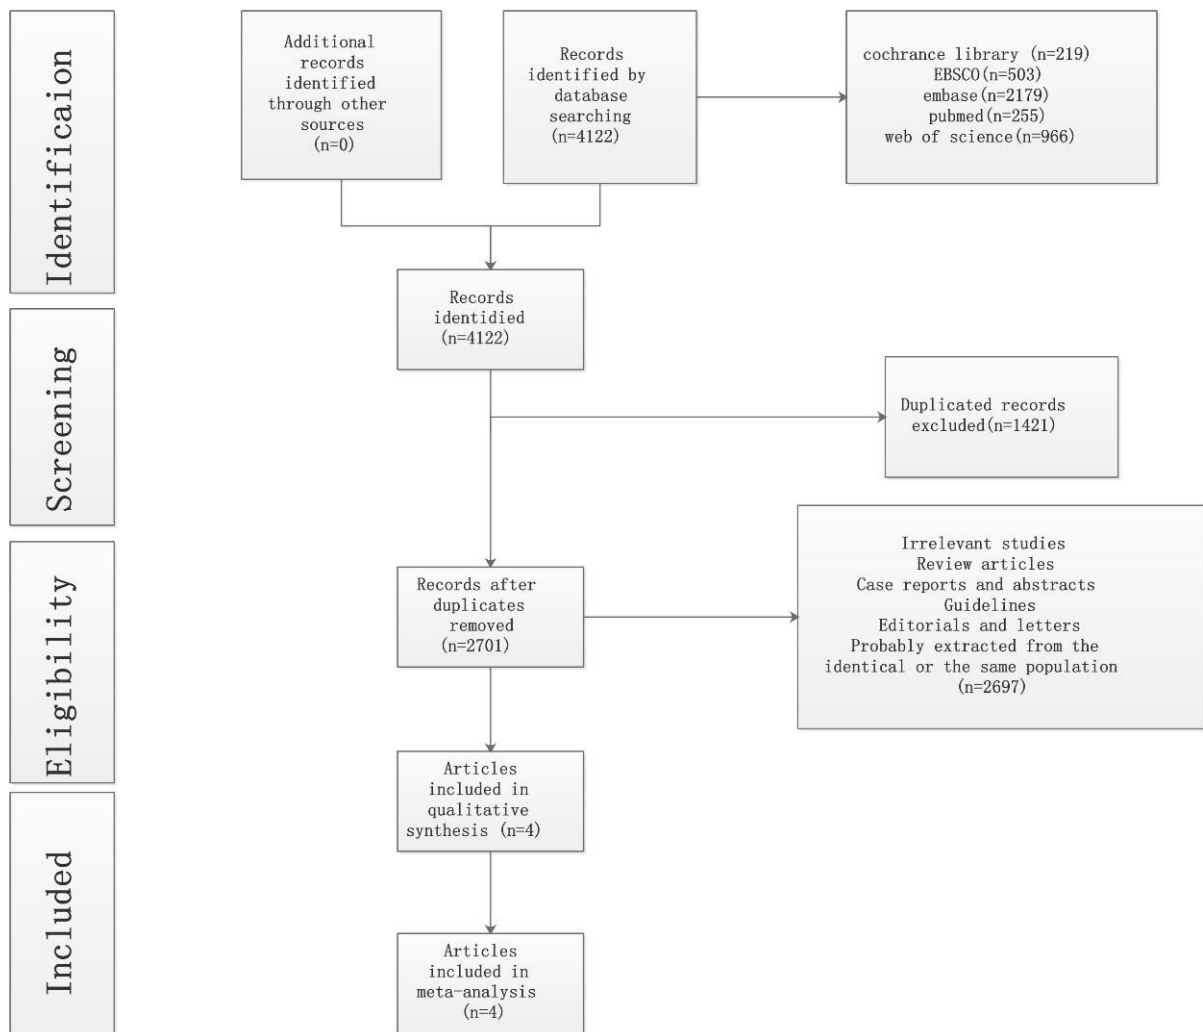 Identificaion
Additional
records
identified
through other
sources
(n=0)
Records
identified by
database
searching
(n=4122)
cochrance library (n=219)
EBSCO(n=503)
embase(n=2179)
pubmed(n=255)
web of science(n=966)
Records
identidied
(n=4122)
Screening
Duplicated records
excluded(n=1421)
Eligibility
Records after
duplicates
removed
(n=2701)
Irrelevant studies
Review articles
Case reports and abstracts
Guidelines
Editorials and letters
Probably extracted from the
identical or the same population
(n=2697)
Articles
included in
qualitative
synthesis (n=4)
Included
Articles
included in
meta-analysis
(n=4)